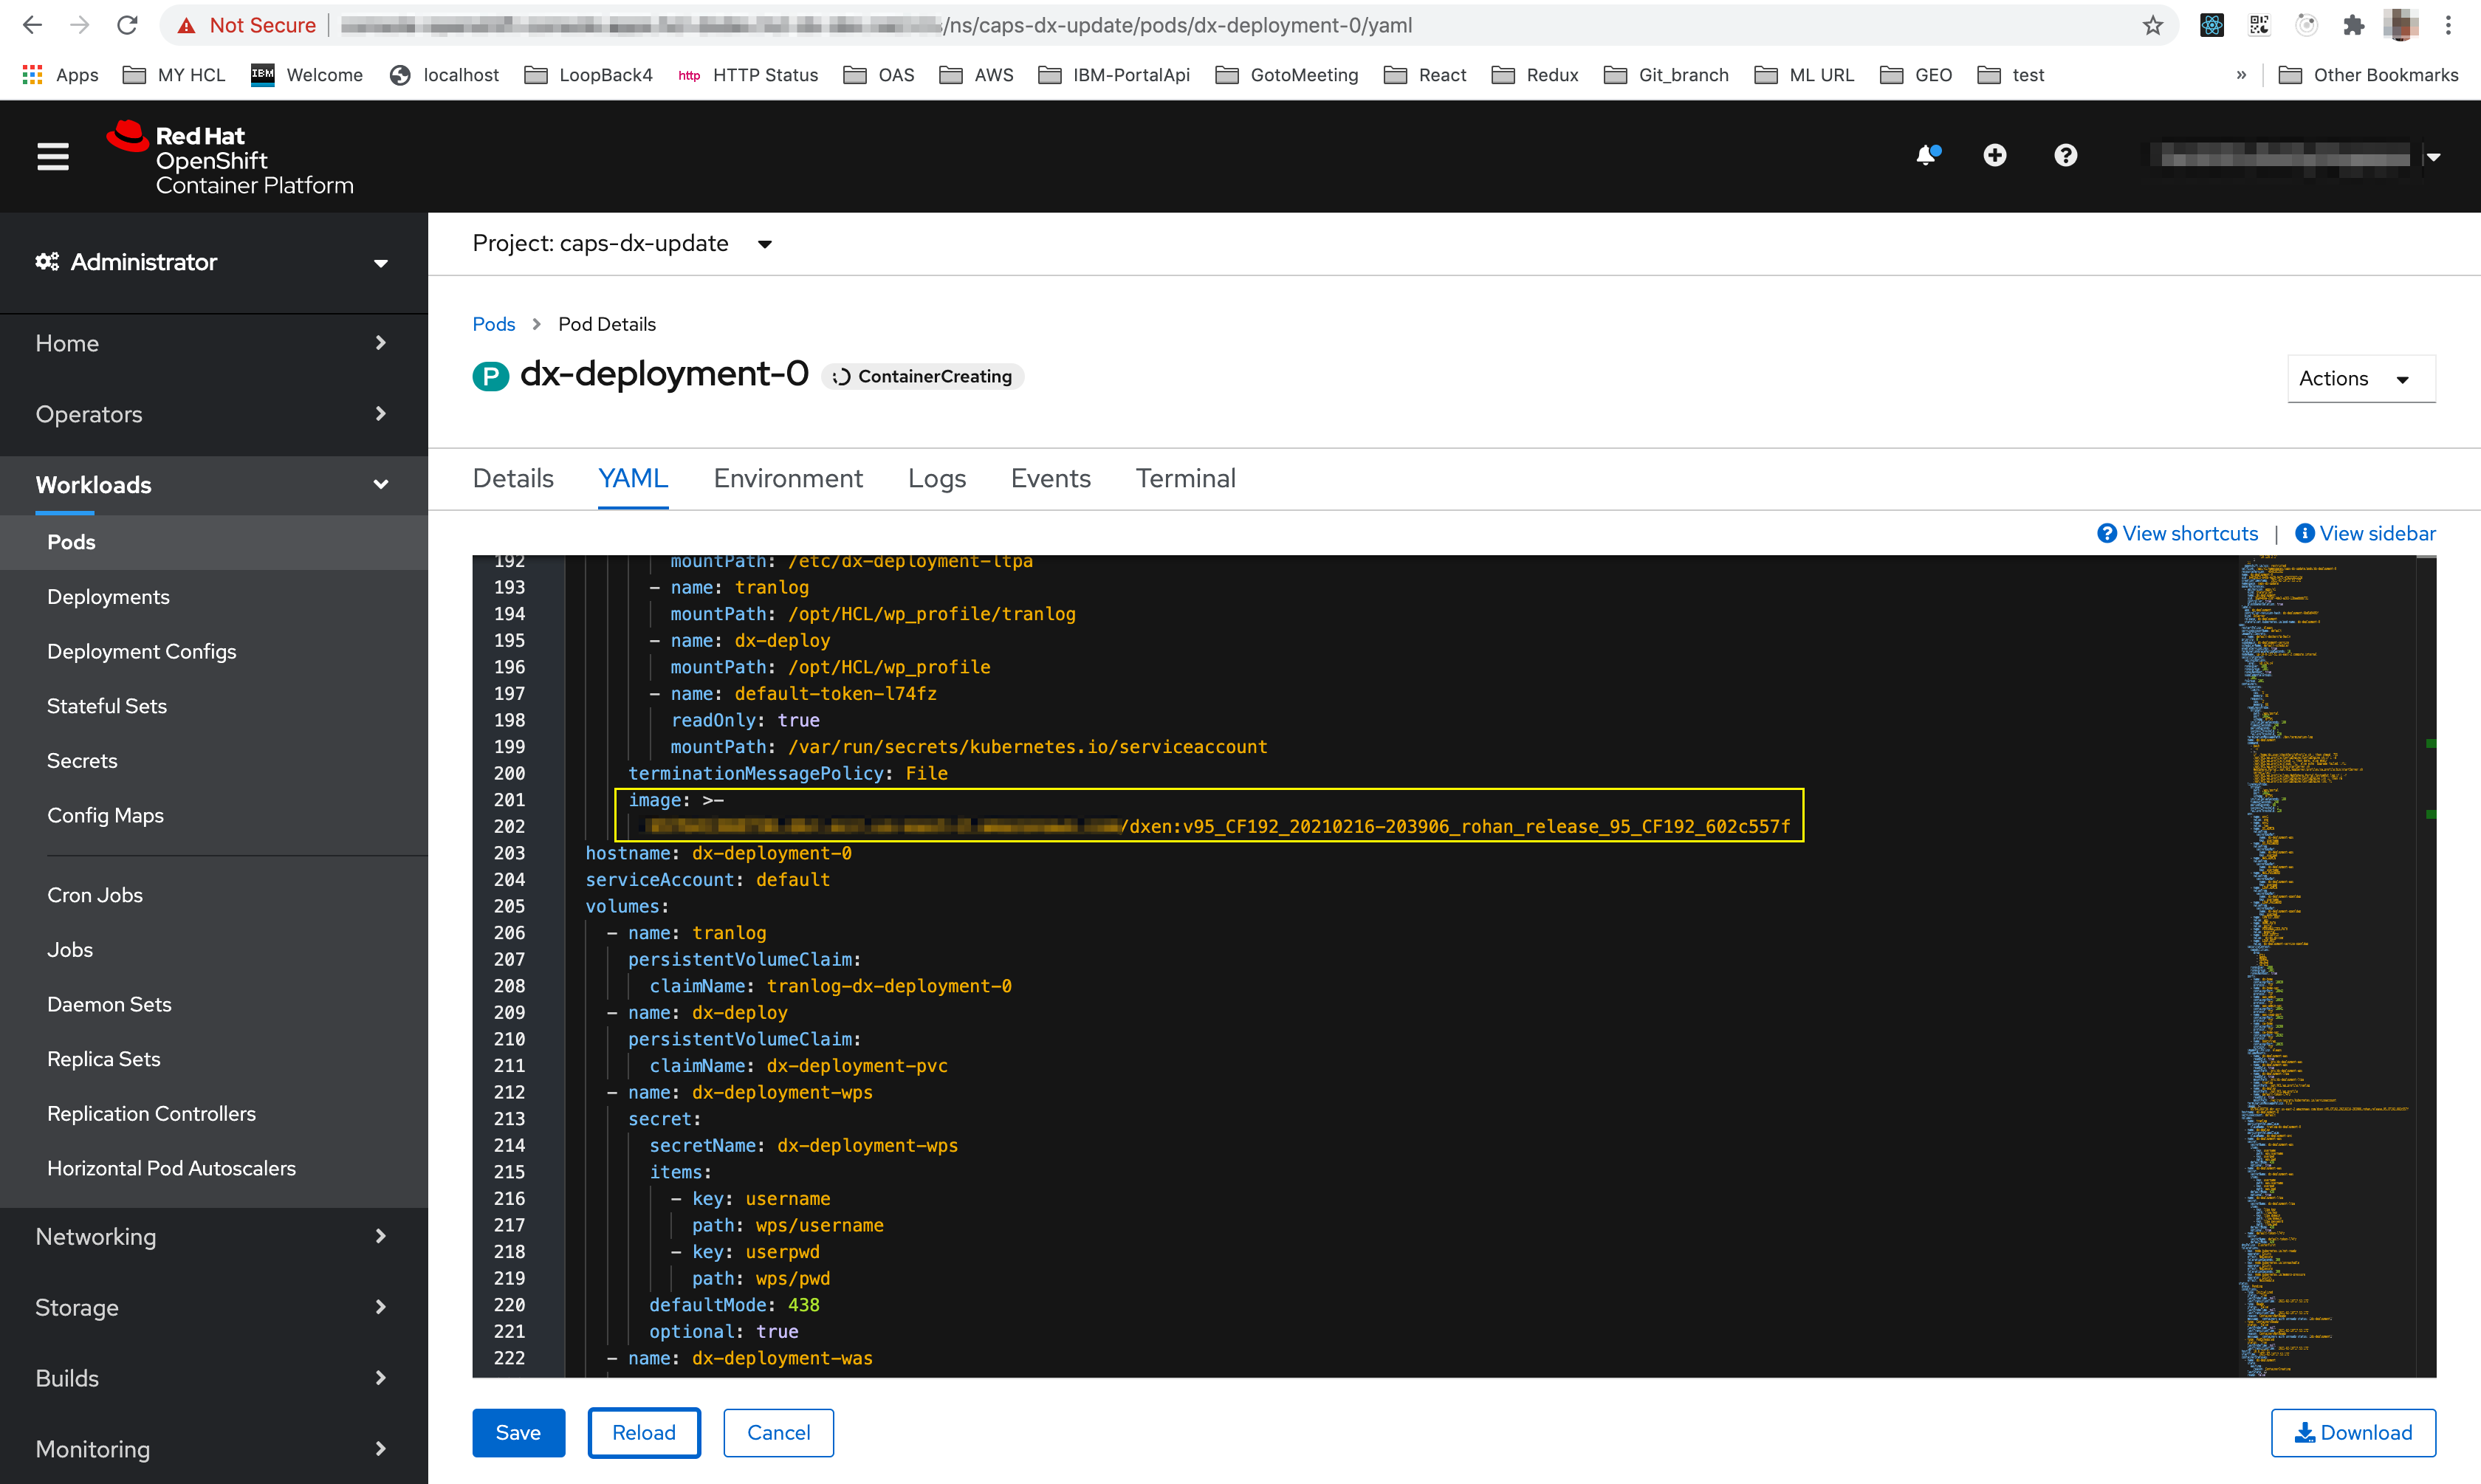 Not Secure /ns/caps-dx-update/pods/dx-deployment-0/yaml
Apps MY HCL IBM Welcome localhost LoopBack4 http HTTP Status OAS AWS IBM-PortalApi GotoMeeting React Redux Git_branch ML URL GEO test » Other Bookmarks
Red Hat
OpenShift
Container Platform
Administrator
Home
Operators
Workloads
Pods
Deployments
Deployment Configs
Stateful Sets
Secrets
Config Maps
Cron Jobs
Jobs
Daemon Sets
Replica Sets
Replication Controllers
Horizontal Pod Autoscalers
Networking
Storage
Builds
Monitoring
Project: caps-dx-update
Pods > Pod Details
P dx-deployment-0 ContainerCreating
Actions
Details YAML Environment Logs Events Terminal
View shortcuts | View sidebar
192 mountPath: /etc/dx-deployment-ltpa
193 - name: tranlog
194 mountPath: /opt/HCL/wp_profile/tranlog
195 - name: dx-deploy
196 mountPath: /opt/HCL/wp_profile
197 - name: default-token-l74fz
198 readOnly: true
199 mountPath: /var/run/secrets/kubernetes.io/serviceaccount
200 terminationMessagePolicy: File
201 image: >-
202 /dxen:v95_CF192_20210216-203906_rohan_release_95_CF192_602c557f
203 hostname: dx-deployment-0
204 serviceAccount: default
205 volumes:
206 - name: tranlog
207 persistentVolumeClaim:
208 claimName: tranlog-dx-deployment-0
209 - name: dx-deploy
210 persistentVolumeClaim:
211 claimName: dx-deployment-pvc
212 - name: dx-deployment-wps
213 secret:
214 secretName: dx-deployment-wps
215 items:
216 - key: username
217 path: wps/username
218 - key: userpwd
219 path: wps/pwd
220 defaultMode: 438
221 optional: true
222 - name: dx-deployment-was
Save Reload Cancel Download